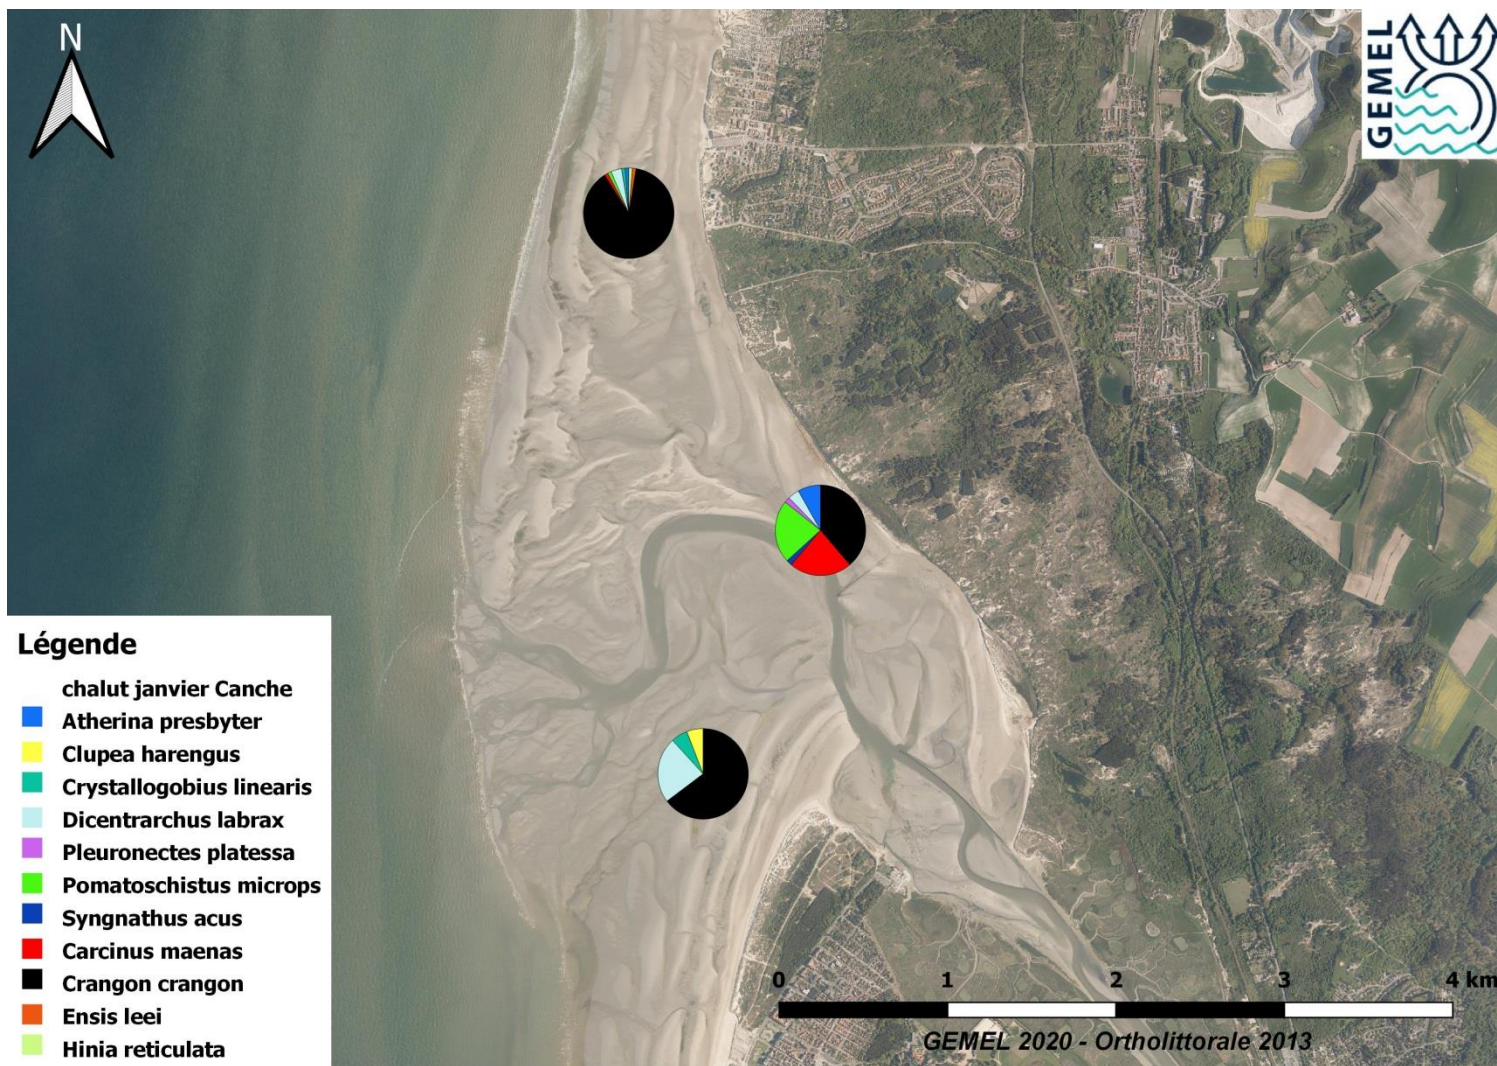 N
GEMEL
Légende
chalut janvier Canche
Atherina presbyter
Clupea harengus
Crystallogobius linearis
Dicentrarchus labrax
Pleuronectes platessa
Pomatoschistus microps
Syngnathus acus
Carcinus maenas
Crangon crangon
Ensis leei
Hinia reticulata
0 1 2 3 4 km
GEMEL 2020 - Ortholittorale 2013